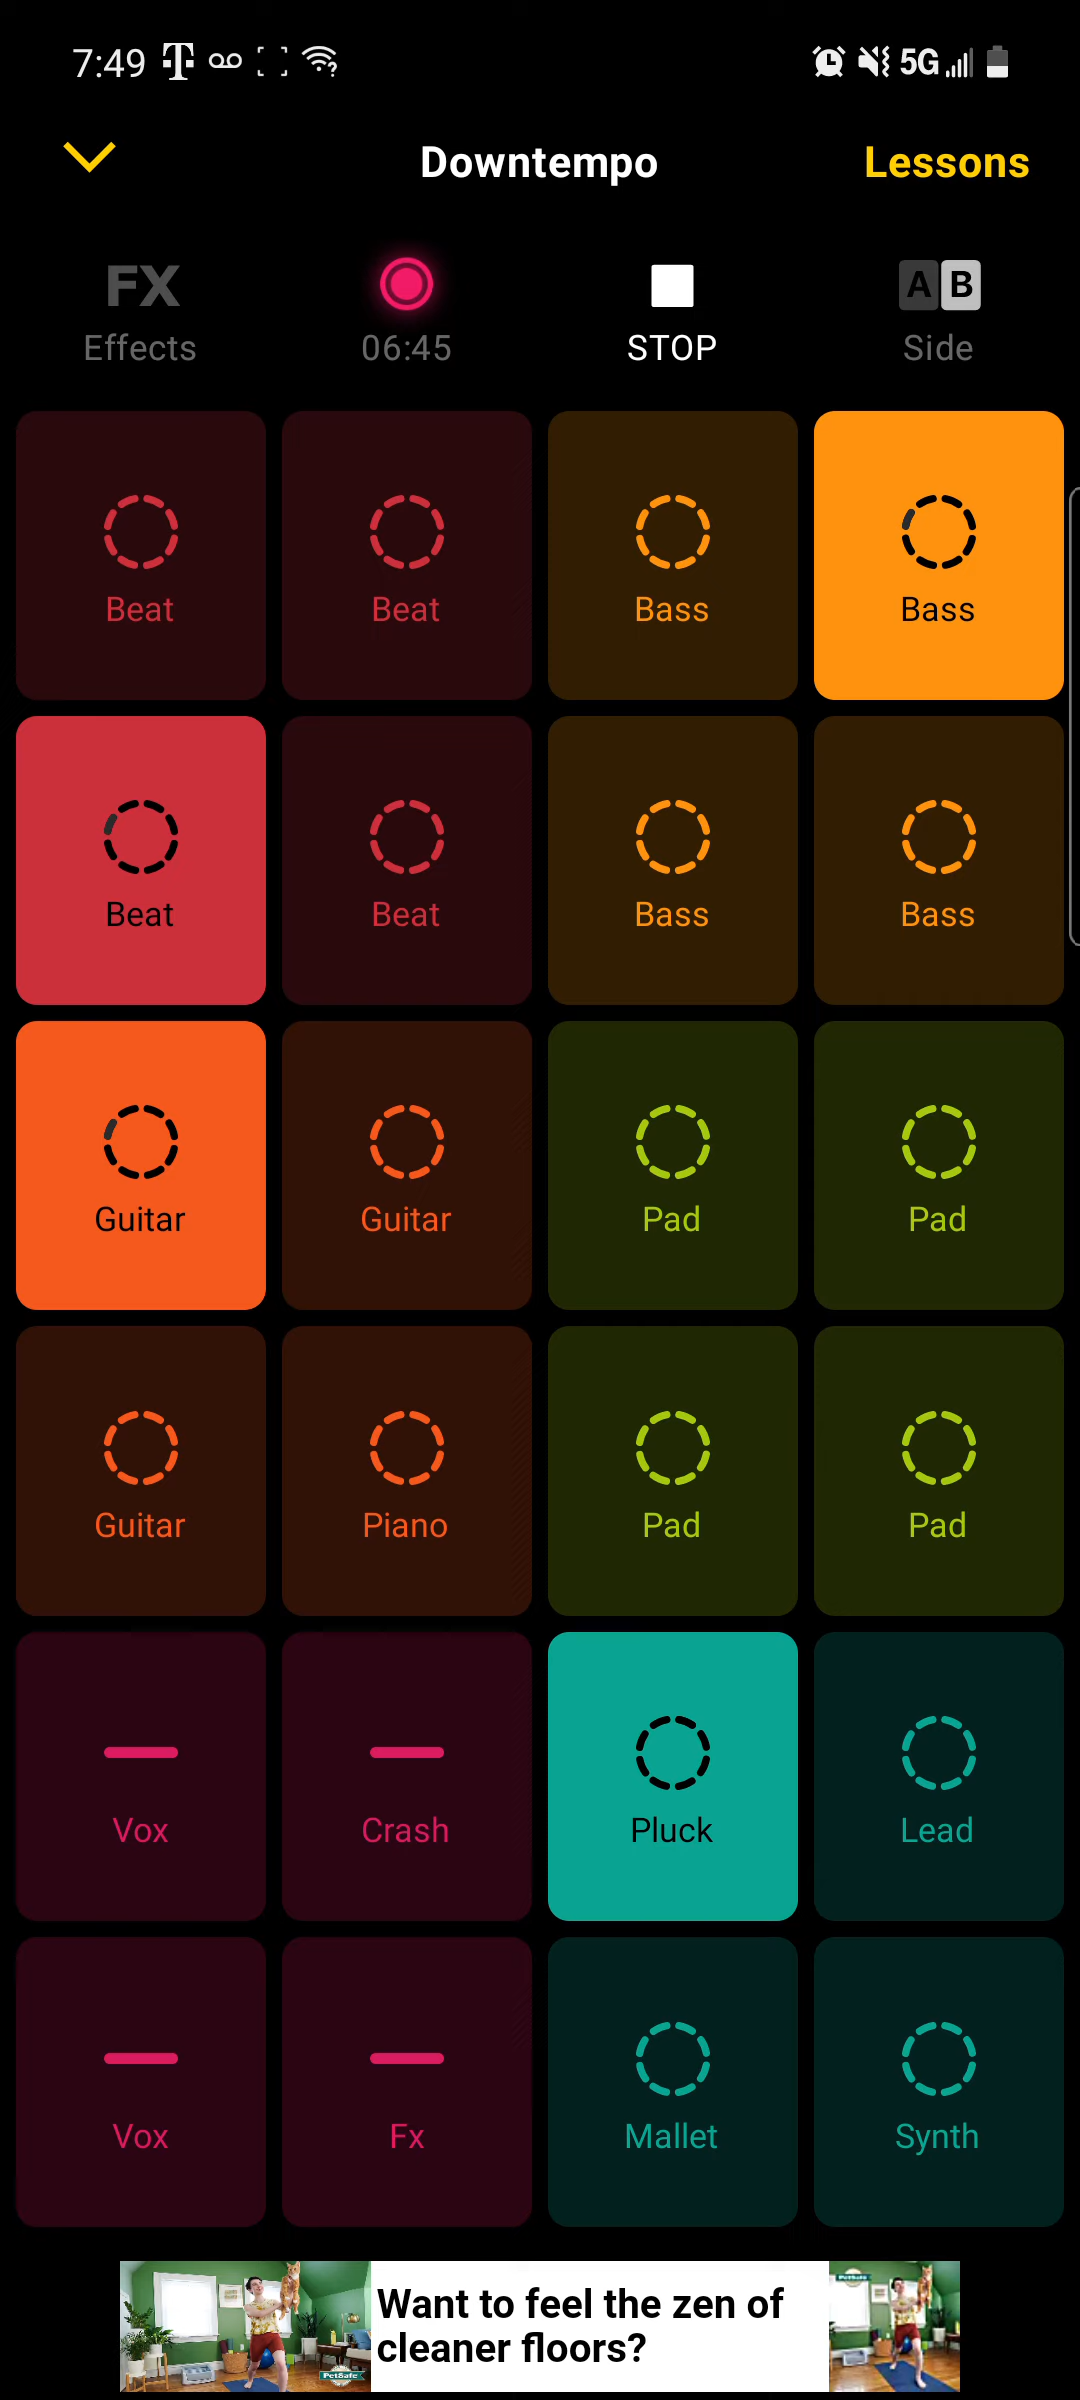 7:49
5G
Downtempo
Lessons
FX
Effects
06:45
STOP
A B
Side
Beat
Beat
Bass
Bass
Beat
Beat
Bass
Bass
Guitar
Guitar
Pad
Pad
Guitar
Piano
Pad
Pad
Vox
Crash
Pluck
Lead
Vox
Fx
Mallet
Synth
Want to feel the zen of
cleaner floors?
PetSafe